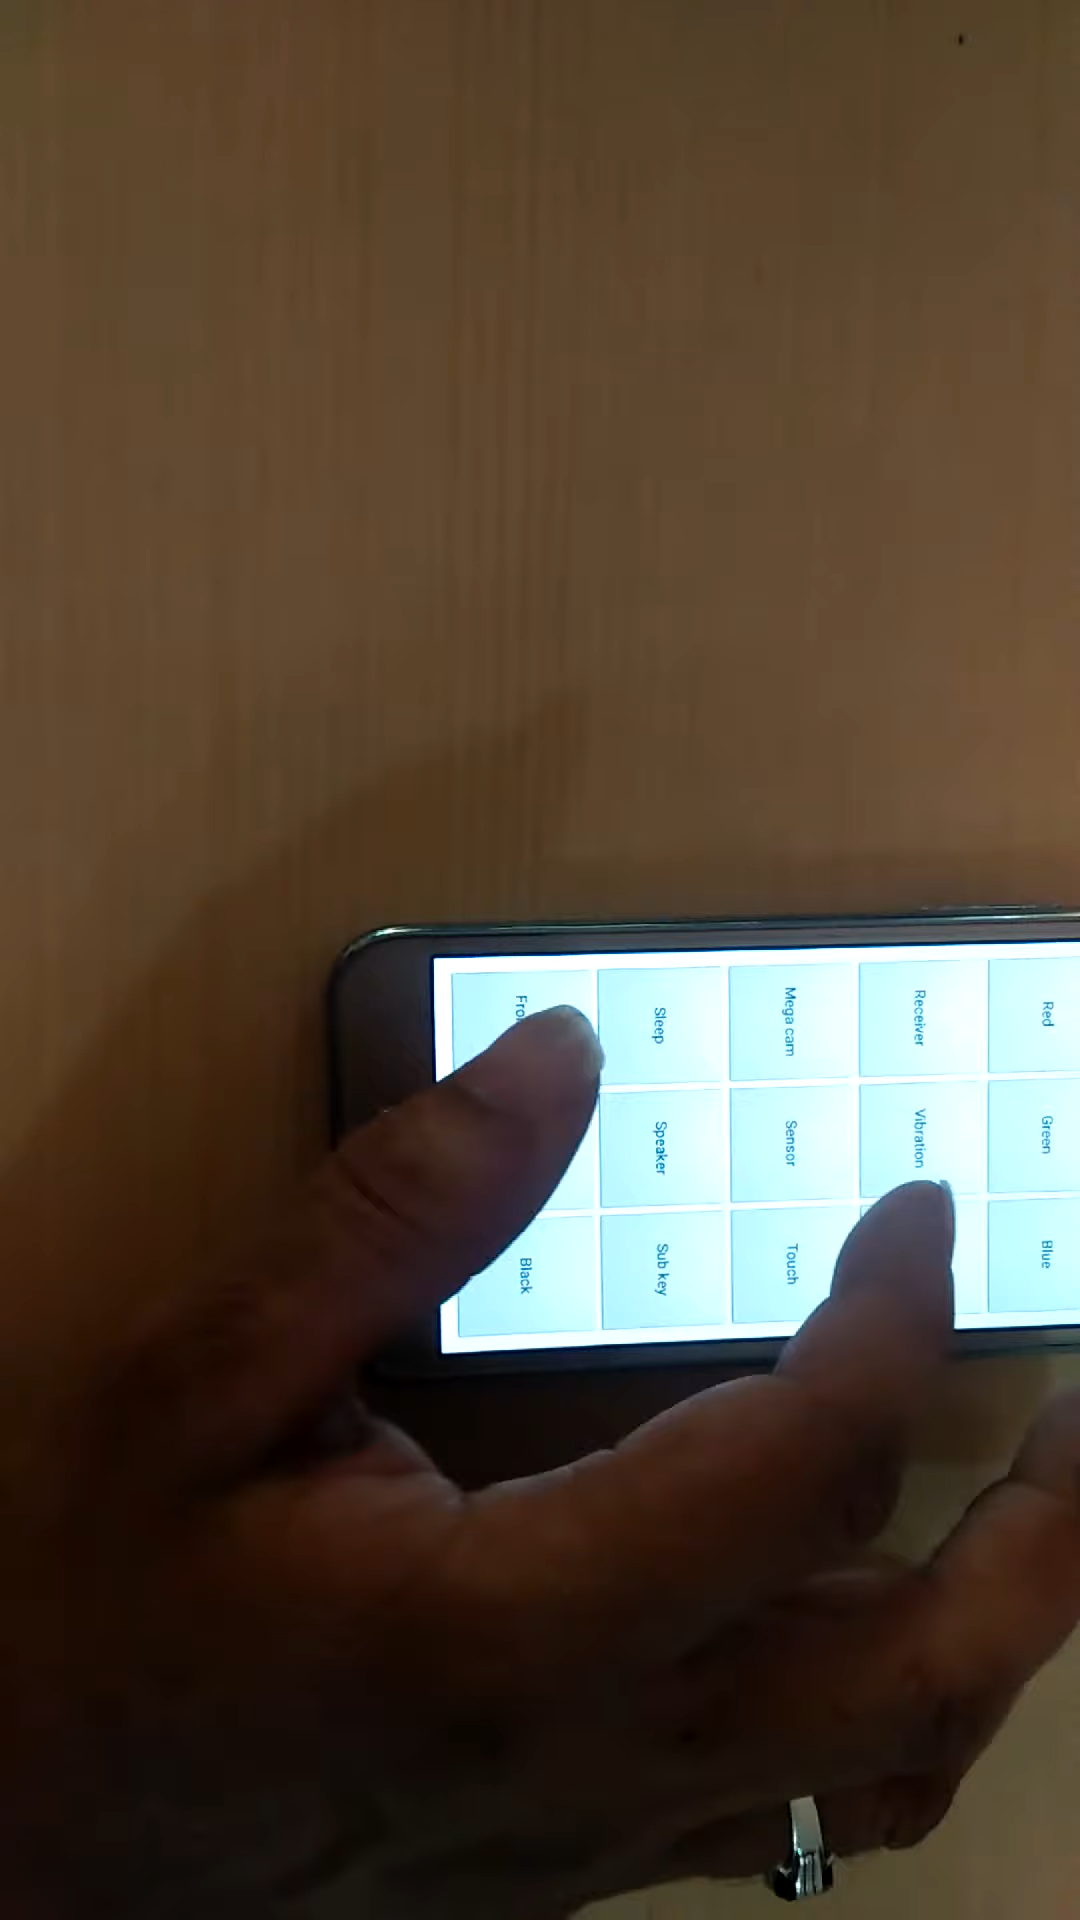 Red
Green
Blue
Receiver
Vibration
Mega cam
Sensor
Touch
Sleep
Speaker
Sub key
Black